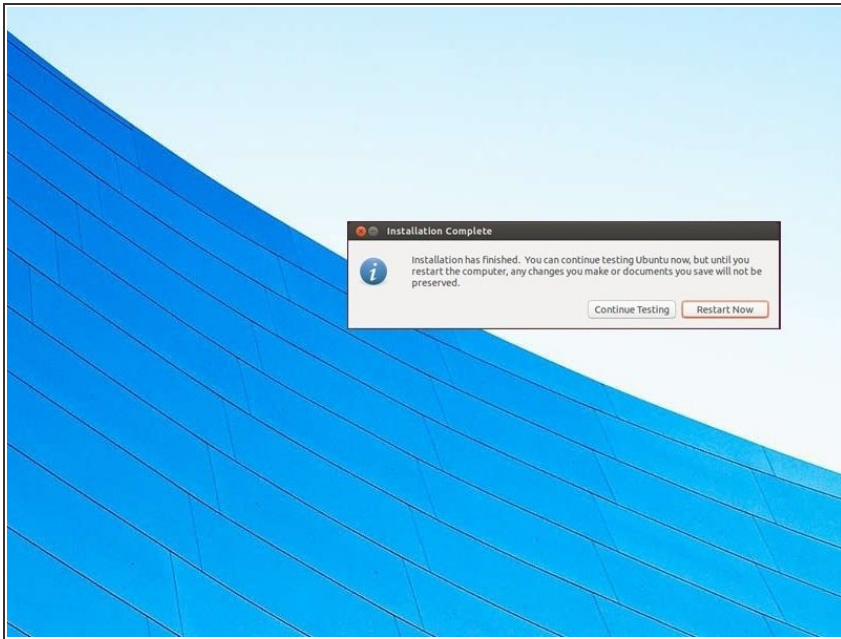 Installation Complete
Installation has finished. You can continue testing Ubuntu now, but until you
restart the computer, any changes you make or documents you save will not be
preserved.
Continue Testing
Restart Now